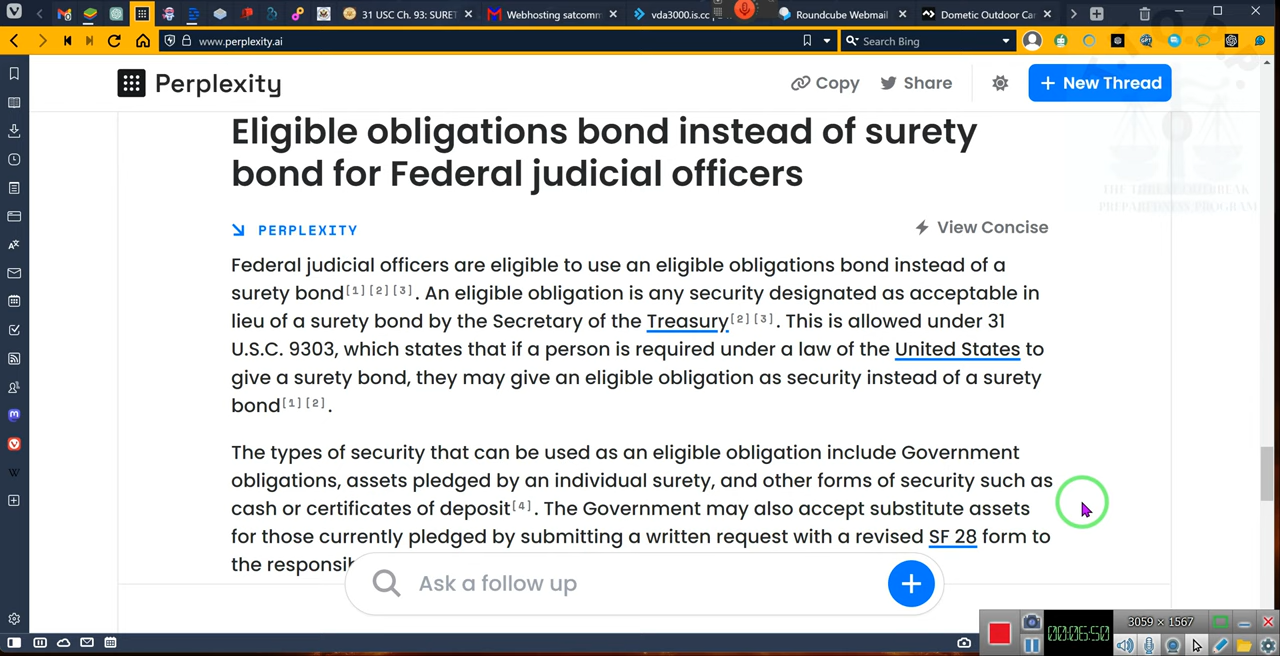 31 USC Ch. 93: SURET
Webhosting satcomm
vda3000.is.cc
Roundcube Webmail
Dometic Outdoor Ca
www.perplexity.ai
Search Bing
Perplexity
Copy
Share
+ New Thread
Eligible obligations bond instead of surety
bond for Federal judicial officers
THE THREAT OUTBREAK
PREPAREDNESS PROGRAM
PERPLEXITY
View Concise
Federal judicial officers are eligible to use an eligible obligations bond instead of a
surety bond[1][2][3]. An eligible obligation is any security designated as acceptable in
lieu of a surety bond by the Secretary of the Treasury[2][3]. This is allowed under 31
U.S.C. 9303, which states that if a person is required under a law of the United States to
give a surety bond, they may give an eligible obligation as security instead of a surety
bond[1][2].
The types of security that can be used as an eligible obligation include Government
obligations, assets pledged by an individual surety, and other forms of security such as
cash or certificates of deposit[4]. The Government may also accept substitute assets
for those currently pledged by submitting a written request with a revised SF 28 form to
the responsib
Ask a follow up
3059 × 1567
00:06:50